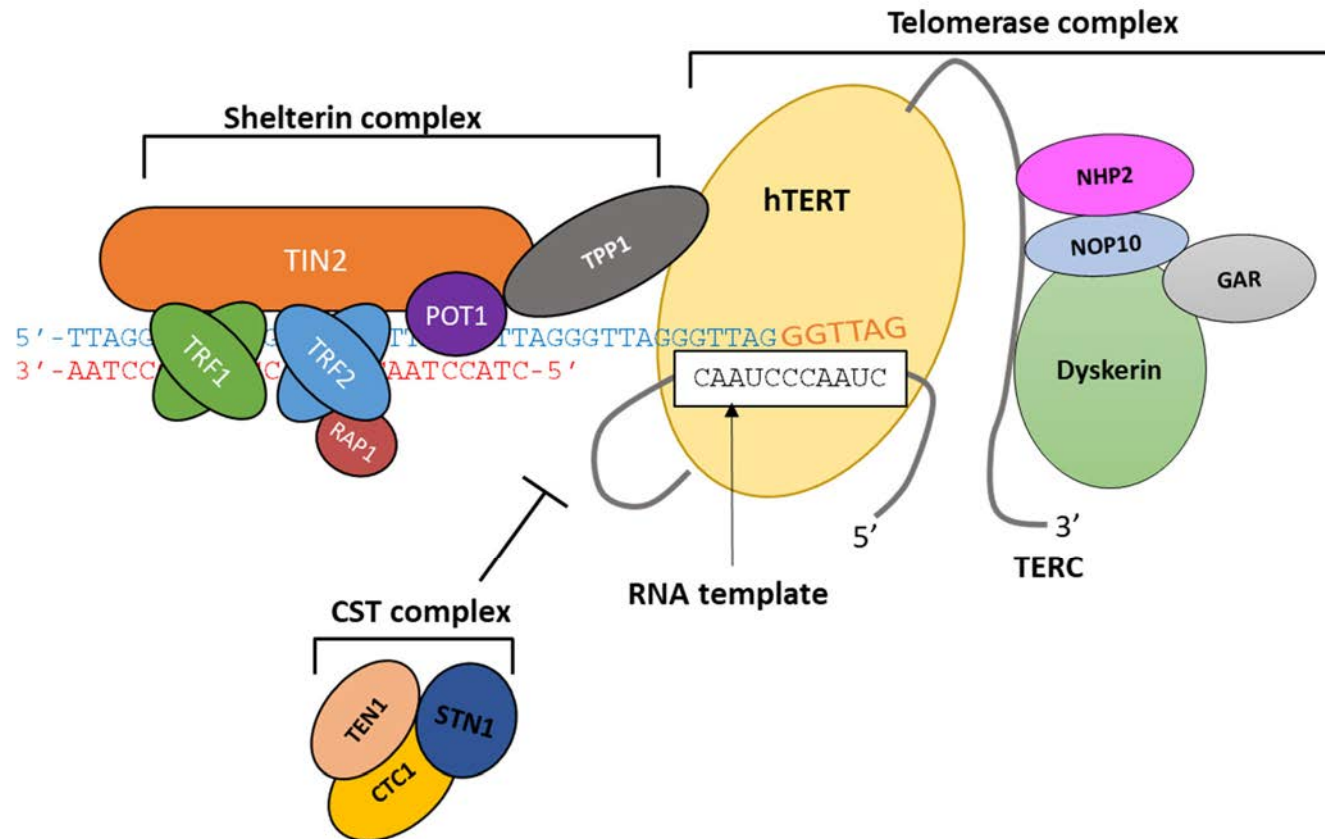 Telomerase complex
Shelterin complex
NHP2
hTERT
NOP10
TPP1
TIN2
GAR
POT1
5’-TTAGG G TT TTAGGGTTAGGGTTAG GGTTAG
TRF1
TRF2
3’-AATCC C AATCCATC-5’
CAAUCCCAAUC
Dyskerin
RAP1
5’
3’
TERC
RNA template
CST complex
TEN1
STN1
CTC1